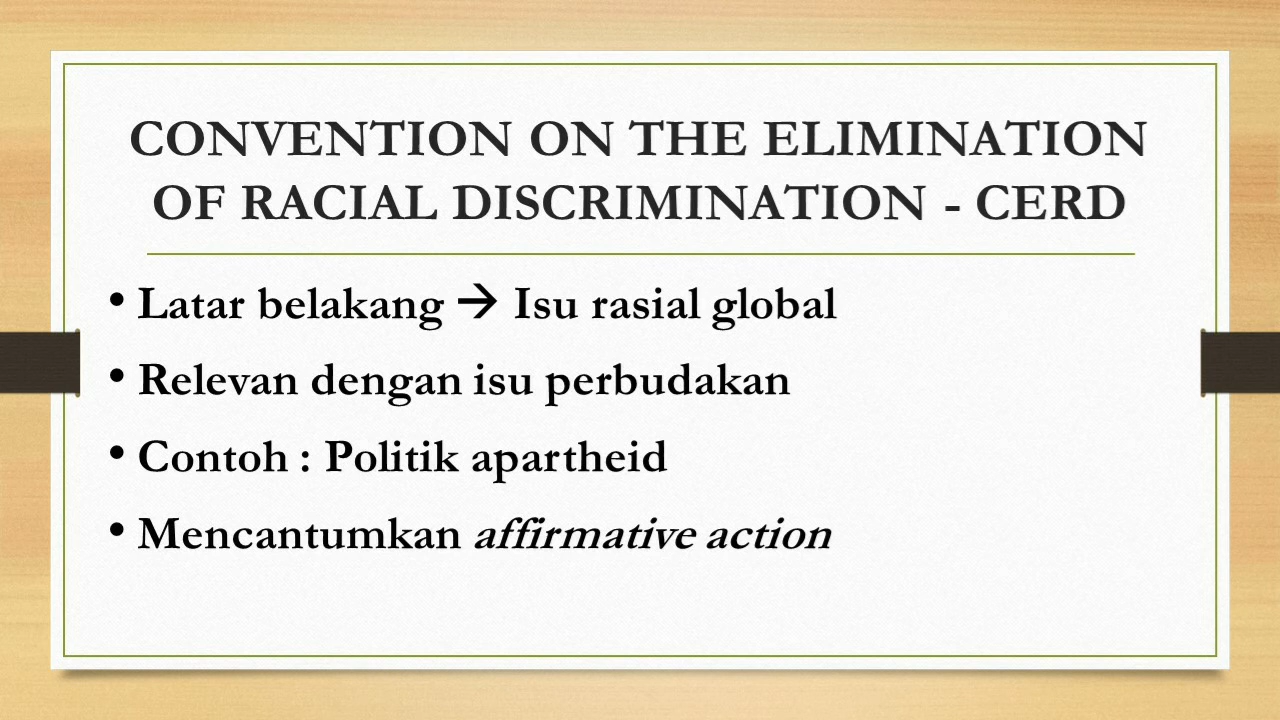 CONVENTION ON THE ELIMINATION
OF RACIAL DISCRIMINATION - CERD
• Latar belakang → Isu rasial global
• Relevan dengan isu perbudakan
• Contoh : Politik apartheid
• Mencantumkan affirmative action